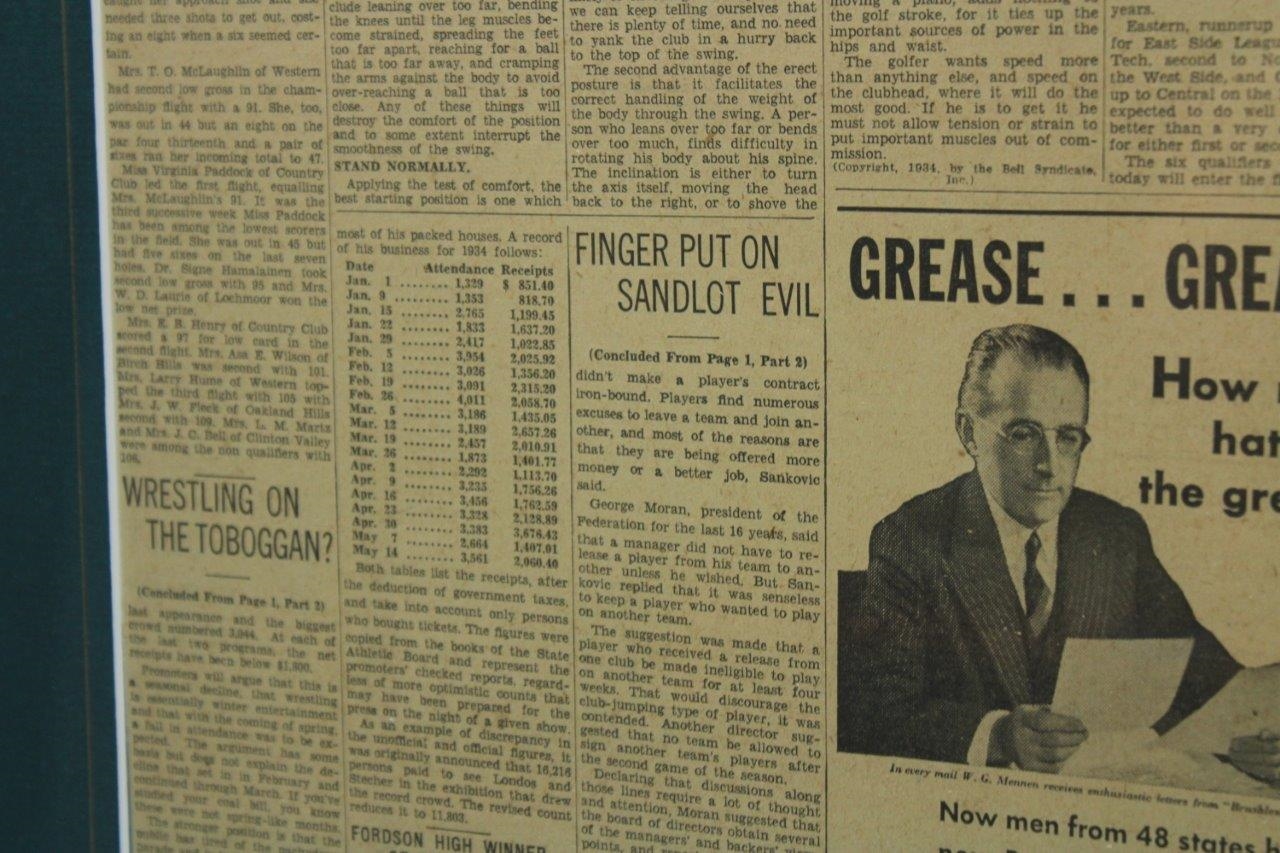 needed three shots to get out, cost-
ing an eight when a six seemed cer-
tain.
Mrs. T. O. McLaughlin of Western
had second low gross in the cham-
pionship flight with a 91. She, too,
was out in 44 but an eight on the
par four thirteenth and a pair of
sixes ran her incoming total to 47.
Miss Virginia Paddock of Country
Club led the first flight, equalling
Mrs. McLaughlin's 91. It was the
third successive week Miss Paddock
has been among the lowest scorers
in the field. She was out in 45 but
had five sixes on the last seven
holes. Dr. Signe Hamalainen took
second low gross with 95 and Mrs.
W. D. Laurie of Lochmoor won the
low net prize.
Mrs. E. B. Henry of Country Club
scored a 97 for low card in the
second flight. Mrs. Asa E. Wilson of
Birch Hills was second with 101.
Mrs. Larry Hume of Western top-
ped the third flight with 105 with
Mrs. J. W. Fleck of Oakland Hills
second with 109. Mrs. L. M. Martz
and Mrs. J. C. Bell of Clinton Valley
were among the non qualifiers with
106.
WRESTLING ON
THE TOBOGGAN?
(Concluded From Page 1, Part 2)
last appearance and the biggest
crowd numbered 3,044. At each of
the last two programs, the net
receipts have been below $1,800.
Promoters will argue that this is
a seasonal decline, that wrestling
is essentially winter entertainment
and that with the coming of spring,
a fall in attendance was to be ex-
pected. The argument has some
basis but does not explain the de-
cline that set in in February and
continued through March. If you've
studied your coal bill, you know
these were not spring-like months.
The stronger position is that the
public has tired of the
clude leaning over too far, bending
the knees until the leg muscles be-
come strained, spreading the feet
too far apart, reaching for a ball
that is too far away, and cramping
the arms against the body to avoid
over-reaching a ball that is too
close. Any of these things will
destroy the comfort of the position
and to some extent interrupt the
smoothness of the swing.
STAND NORMALLY.
Applying the test of comfort, the
best starting position is one which
we can keep telling ourselves that
there is plenty of time, and no need
to yank the club in a hurry back
to the top of the swing.
The second advantage of the erect
posture is that it facilitates the
correct handling of the weight of
the body through the swing. A per-
son who leans over too far or bends
over too much, finds difficulty in
rotating his body about his spine.
The inclination is either to turn
the axis itself, moving the head
back to the right, or to shove the
moving a piano, adds nothing to
the golf stroke, for it ties up the
important sources of power in the
hips and waist.
The golfer wants speed more
than anything else, and speed on
the clubhead, where it will do the
most good. If he is to get it he
must not allow tension or strain to
put important muscles out of com-
mission.
(Copyright, 1934, by the Bell Syndicate,
Inc.)
years.
Eastern, runnerup
for East Side Leagu
Tech, second to No
the West Side, and
up to Central on the
expected to do well
better than a very
for either first or seco
The six qualifiers
today will enter the fi
most of his packed houses. A record
of his business for 1934 follows:
Date Attendance Receipts
Jan. 1 ........ 1,329 $ 851.40
Jan. 9 ........ 1,353 818.70
Jan. 15 ........ 2,765 1,199.45
Jan. 22 ........ 1,833 1,637.20
Jan. 29 ........ 2,417 1,022.85
Feb. 5 ........ 3,954 2,025.92
Feb. 12 ........ 3,026 1,356.20
Feb. 19 ........ 3,091 2,315.20
Feb. 26 ........ 4,011 2,058.70
Mar. 5 ........ 3,186 1,435.05
Mar. 12 ........ 3,189 2,657.26
Mar. 19 ........ 2,457 2,010.91
Mar. 26 ........ 1,873 1,401.77
Apr. 2 ........ 2,292 1,113.70
Apr. 9 ........ 3,235 1,756.26
Apr. 16 ........ 3,456 1,762.59
Apr. 23 ........ 3,328 2,128.89
Apr. 30 ........ 3,383 3,676.43
May 7 ........ 2,664 1,407.01
May 14 ........ 3,561 2,060.40
Both tables list the receipts, after
the deduction of government taxes,
and take into account only persons
who bought tickets. The figures were
copied from the books of the State
Athletic Board and represent the
promoters' checked reports, regard-
less of more optimistic counts that
may have been prepared for the
press on the night of a given show.
As an example of discrepancy in
the unofficial and official figures, it
was originally announced that 16,216
persons paid to see Londos and
Stecher in the exhibition that drew
the record crowd. The revised count
reduces it to 11,803.
FORDSON HIGH WINNER
FINGER PUT ON
SANDLOT EVIL
(Concluded From Page 1, Part 2)
didn't make a player's contract
iron-bound. Players find numerous
excuses to leave a team and join an-
other, and most of the reasons are
that they are being offered more
money or a better job, Sankovic
said.
George Moran, president of the
Federation for the last 16 years, said
that a manager did not have to re-
lease a player from his team to an-
other unless he wished. But San-
kovic replied that it was senseless
to keep a player who wanted to play
on another team.
The suggestion was made that a
player who received a release from
one club be made ineligible to play
on another team for at least four
weeks. That would discourage the
club-jumping type of player, it was
contended. Another director sug-
gested that no team be allowed to
sign another team's players after
the second game of the season.
Declaring that discussions along
those lines require a lot of thought
and attention, Moran suggested that
the board of directors obtain several
of the managers' and backers' view
points, and
GREASE ... GREA
How
hat
the gre
In every mail W. G. Mennen receives enthusiastic letters from "Brushless
Now men from 48 states h